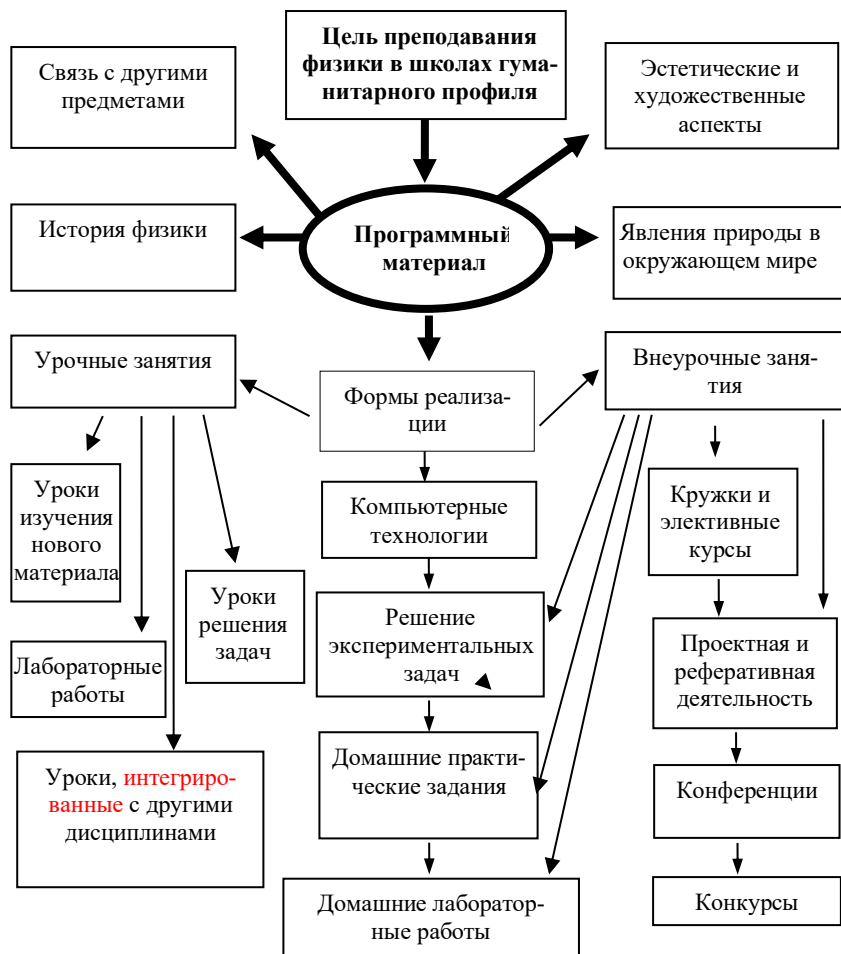 Цель преподавания
физики в школах гума-
нитарного профиля
Связь с другими
предметами
Эстетические и
художественные
аспекты
История физики
Программный
материал
Явления природы в
окружающем мире
Урочные занятия
Формы реализа-
ции
Внеурочные заня-
тия
Уроки
изучения
нового
материала
Компьютерные
технологии
Кружки и
элективные
курсы
Уроки
решения
задач
Решение
экспериментальных
задач
Лабораторные
работы
Проектная и
реферативная
деятельность
Уроки, интегриро-
ванные с другими
дисциплинами
Домашние практи-
ческие задания
Конференции
Домашние лаборатор-
ные работы
Конкурсы